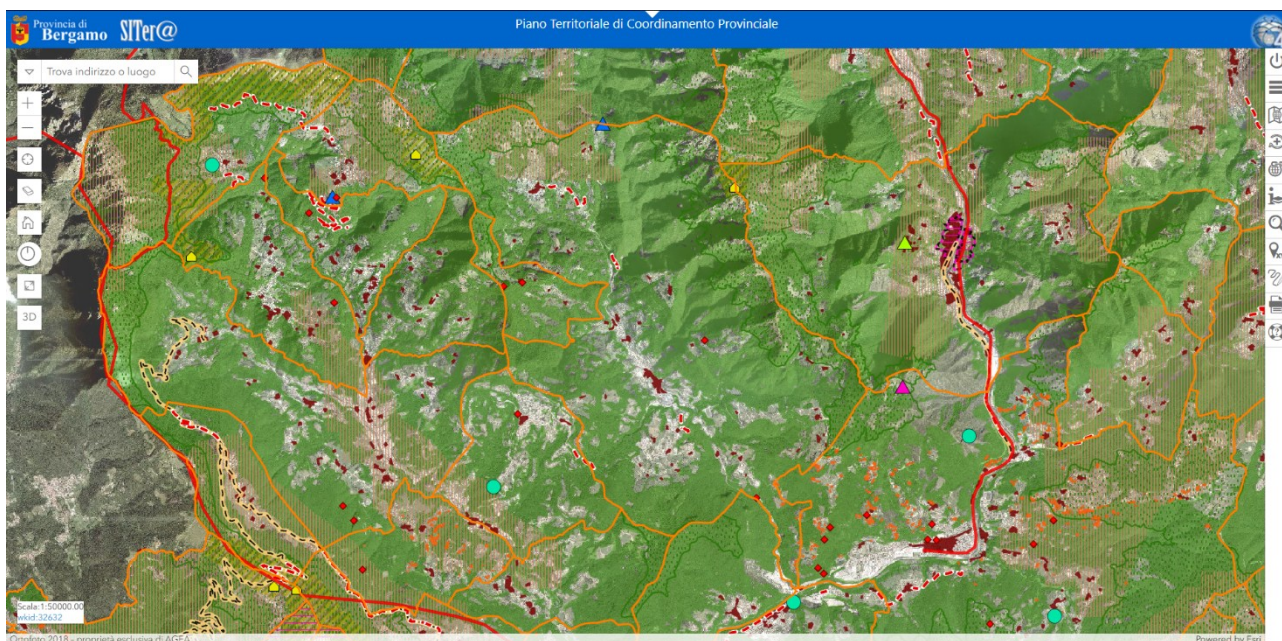 Provincia di
Bergamo
SITer@
Piano Territoriale di Coordinamento Provinciale
Trova indirizzo o luogo
3D
Scala:1:50000.00
wkid:32632
Ortofoto 2018 - proprietà esclusiva di AGEA
Powered by Esri